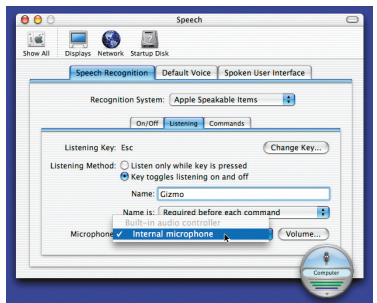 Speech
Show All Displays Network Startup Disk
Speech Recognition Default Voice Spoken User Interface
Recognition System: Apple Speakable Items
On/Off Listening Commands
Listening Key: Esc Change Key...
Listening Method: Listen only while key is pressed
Key toggles listening on and off
Name: Gizmo
Name is: Required before each command
Built-in audio controller
Microphone ✓ Internal microphone Volume...
Computer